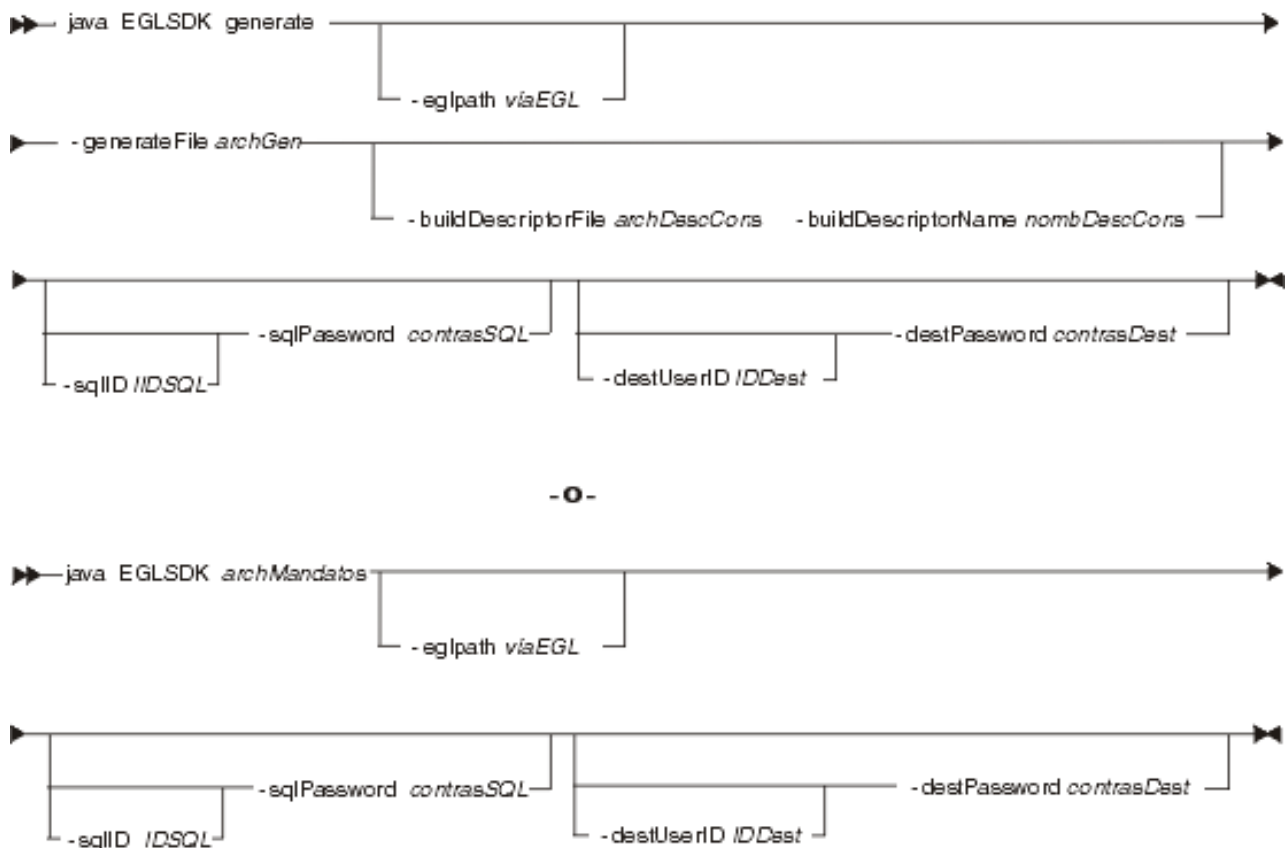 java EGLSDK generate
-eglpath víaEGL
-generateFile archGen
-buildDescriptorFile archDescCons -buildDescriptorName nombDescCons
-sqlPassword contrasSQL -destPassword contrasDest
-sqlID IIDSQL -destUserID IDDest
-O-
java EGLSDK archMandatos
-eglpath víaEGL
-sqlPassword contrasSQL -destPassword contrasDest
-sqlID IDSQL -destUserID IDDest